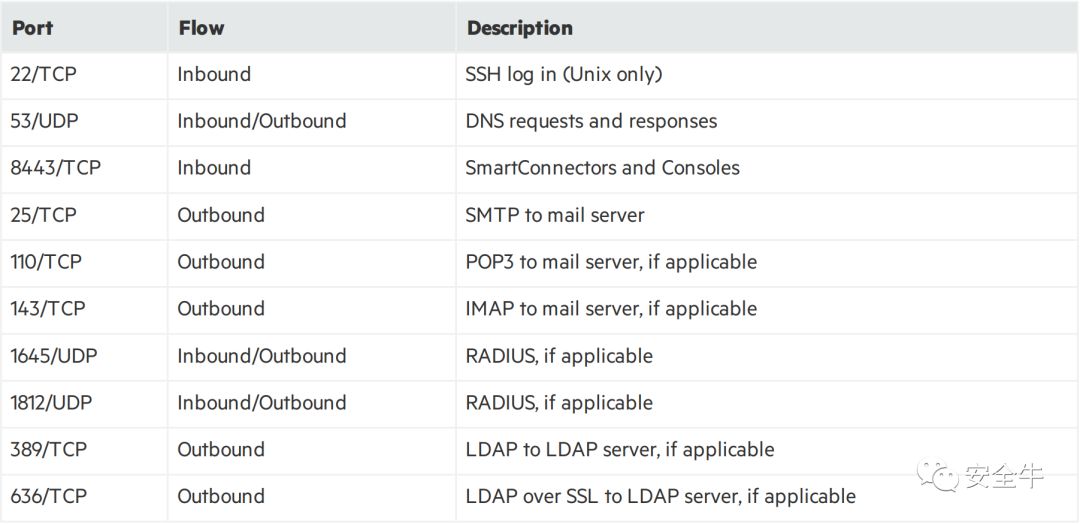 Port Flow Description
22/TCP Inbound SSH log in (Unix only)
53/UDP Inbound/Outbound DNS requests and responses
8443/TCP Inbound SmartConnectors and Consoles
25/TCP Outbound SMTP to mail server
110/TCP Outbound POP3 to mail server, if applicable
143/TCP Outbound IMAP to mail server, if applicable
1645/UDP Inbound/Outbound RADIUS, if applicable
1812/UDP Inbound/Outbound RADIUS, if applicable
389/TCP Outbound LDAP to LDAP server, if applicable
636/TCP Outbound LDAP over SSL to LDAP server, if applicable
安全牛